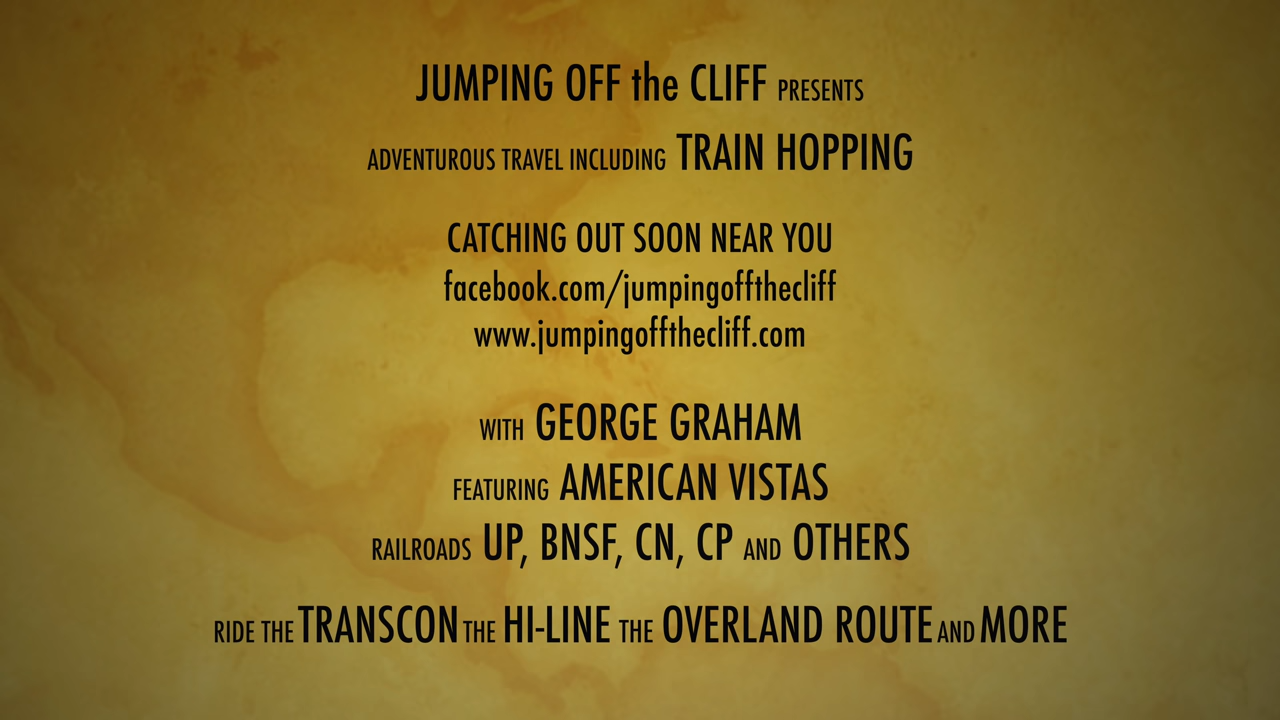 JUMPING OFF the CLIFF PRESENTS
ADVENTUROUS TRAVEL INCLUDING TRAIN HOPPING
CATCHING OUT SOON NEAR YOU
facebook.com/jumpingoffthecliff
www.jumpingoffthecliff.com
WITH GEORGE GRAHAM
FEATURING AMERICAN VISTAS
RAILROADS UP, BNSF, CN, CP AND OTHERS
RIDE THE TRANSCON THE HI-LINE THE OVERLAND ROUTE AND MORE